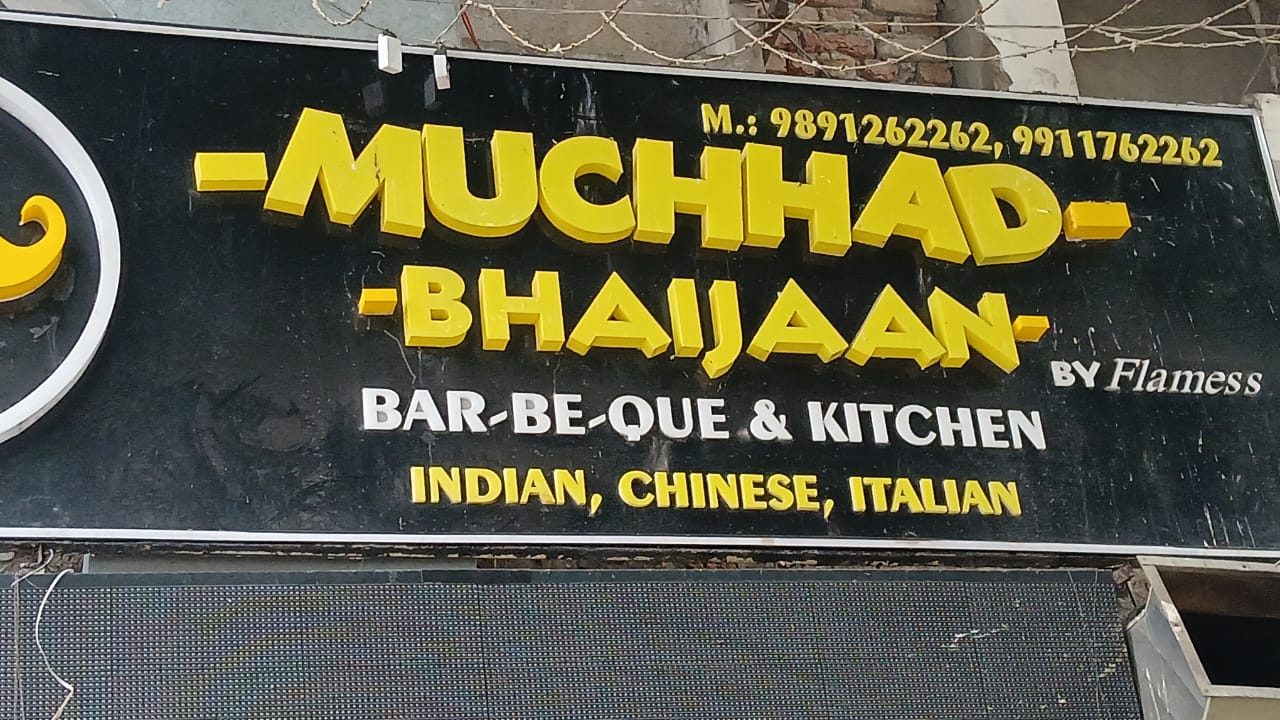 M.: 9891262262, 9911762262
-MUCHHAD-
-BHAIJAAN-
BY Flamess
BAR-BE-QUE & KITCHEN
INDIAN, CHINESE, ITALIAN